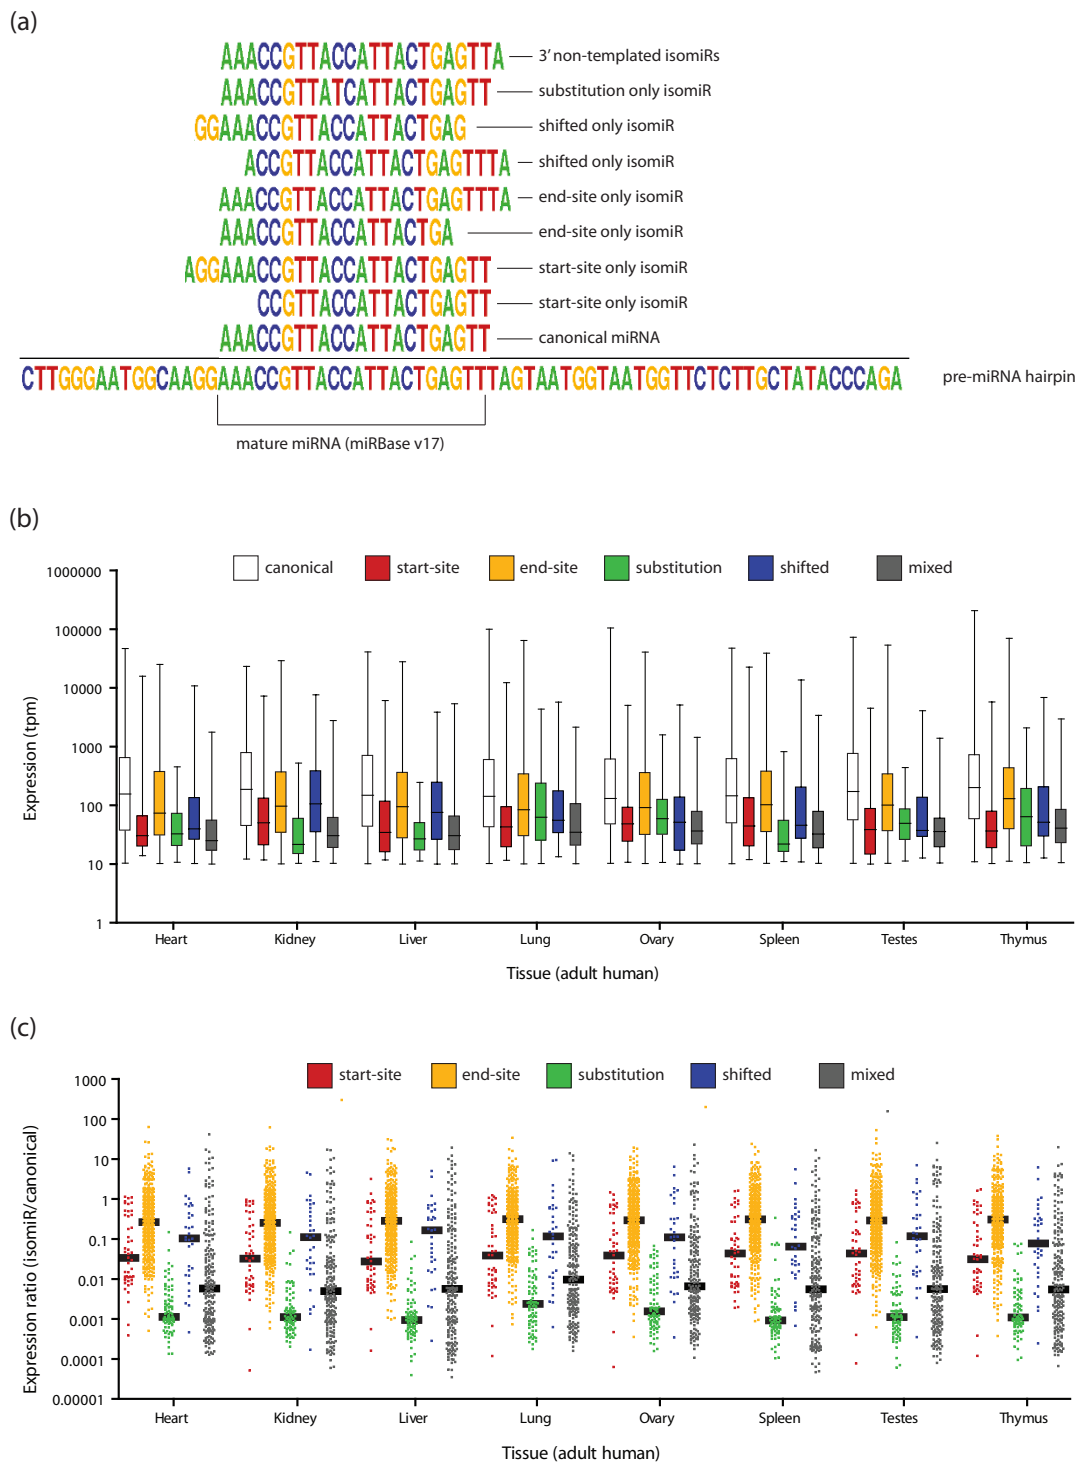 (a)
AAACCGTTACCATTACTGAGTTA 3′ non-templated isomiRs
AAACCGTTATCATTACTGAGTT substitution only isomiR
GGAAACCGTTACCATTACTGAG shifted only isomiR
ACCGTTACCATTACTGAGTTTA shifted only isomiR
AAACCGTTACCATTACTGAGTTTA end-site only isomiR
AAACCGTTACCATTACTGA end-site only isomiR
AGGAAACCGTTACCATTACTGAGTT start-site only isomiR
CCGTTACCATTACTGAGTT start-site only isomiR
AAACCGTTACCATTACTGAGTT canonical miRNA
CTTGGGAATGGCAAGGAAACCGTTACCATTACTGAGTTTAGTAATGGTAATGGTTCTCTTGCTATACCCAGA pre-miRNA hairpin
mature miRNA (miRBase v17)
(b)
canonical start-site end-site substitution shifted mixed
Expression (tpm)
1000000
100000
10000
1000
100
10
1
Heart Kidney Liver Lung Ovary Spleen Testes Thymus
Tissue (adult human)
(c)
start-site end-site substitution shifted mixed
Expression ratio (isomiR/canonical)
1000
100
10
1
0.1
0.01
0.001
0.0001
0.00001
Heart Kidney Liver Lung Ovary Spleen Testes Thymus
Tissue (adult human)